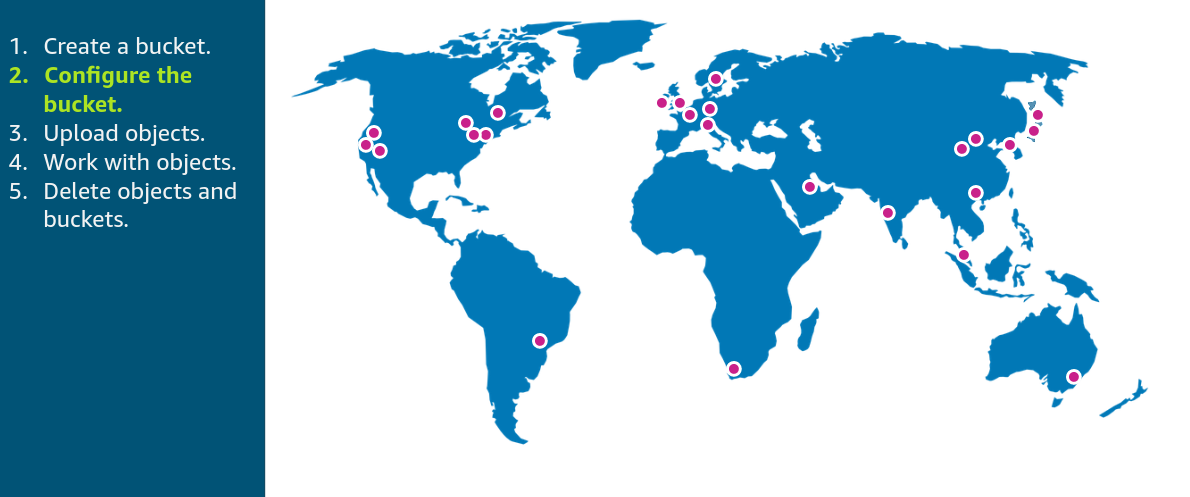 1. Create a bucket.
2. Configure the
bucket.
3. Upload objects.
4. Work with objects.
5. Delete objects and
buckets.